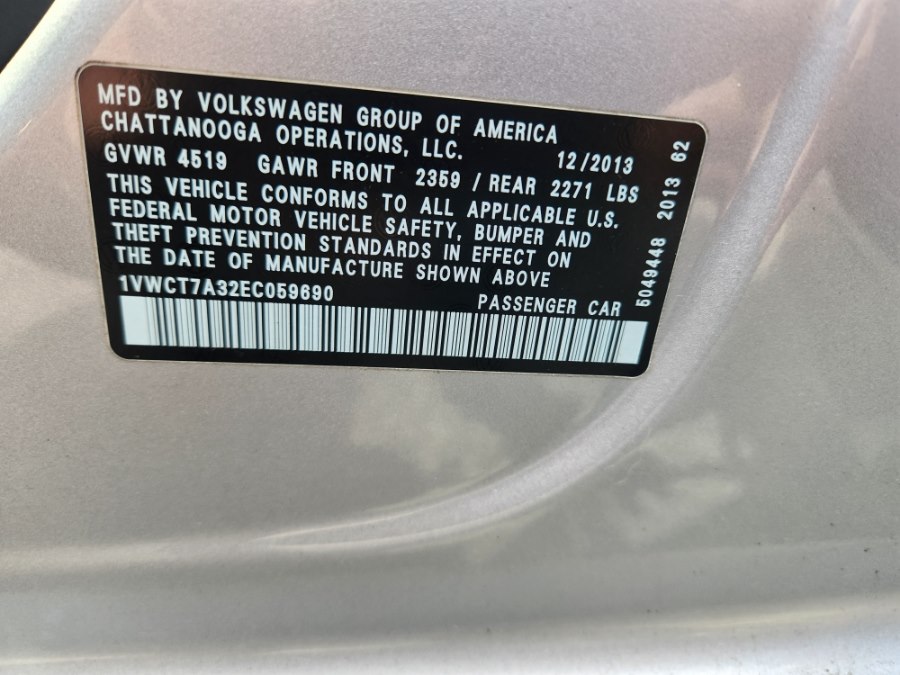 MFD BY VOLKSWAGEN GROUP OF AMERICA
CHATTANOOGA OPERATIONS, LLC. 12/2013
GVWR 4519 GAWR FRONT 2359 / REAR 2271 LBS
THIS VEHICLE CONFORMS TO ALL APPLICABLE U.S.
FEDERAL MOTOR VEHICLE SAFETY, BUMPER AND
THEFT PREVENTION STANDARDS IN EFFECT ON
THE DATE OF MANUFACTURE SHOWN ABOVE
1VWCT7A32EC059690 PASSENGER CAR
5049448 2013 62